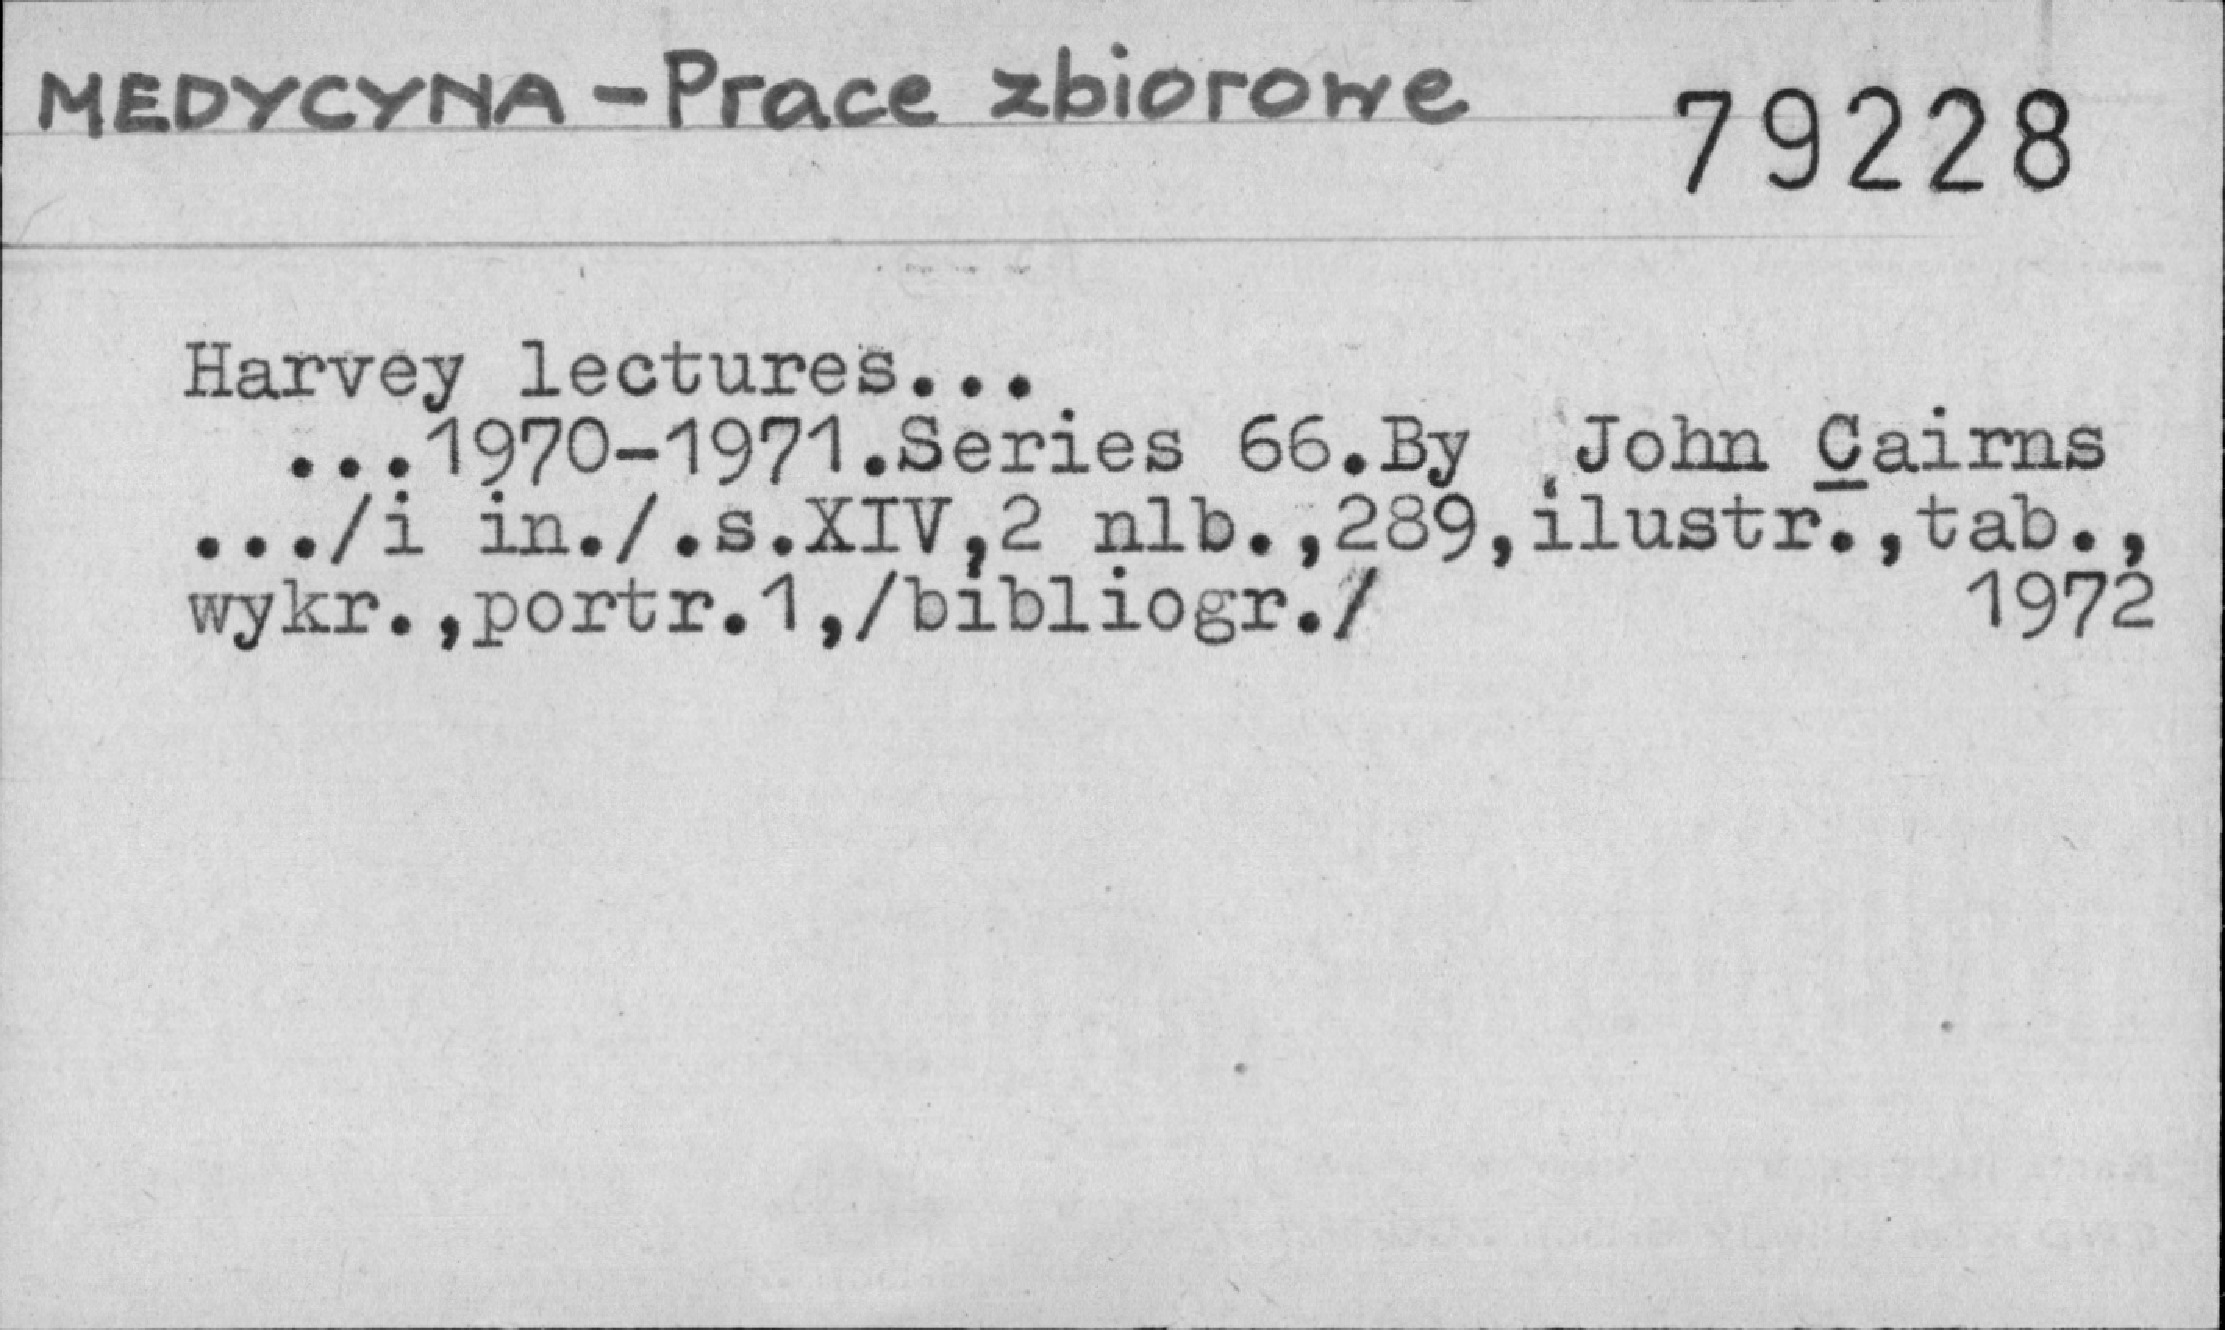 MEDYCYNA - Prace zbiorowe 79228
Harvey lectures...
...1970-1971.Series 66.By John Cairns
.../i in./.s.XIV,2 nlb.,289,ilustr.,tab.,
wykr.,portr.1,/bibliogr./ 1972